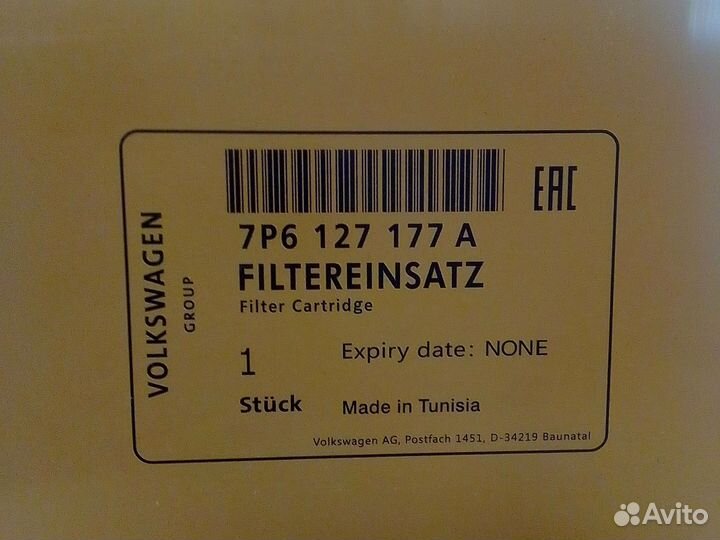 VOLKSWAGEN
GROUP
EAC
7P6 127 177 A
FILTEREINSATZ
Filter Cartridge
1
Expiry date: NONE
Stück
Made in Tunisia
Volkswagen AG, Postfach 1451, D-34219 Baunatal
Avito